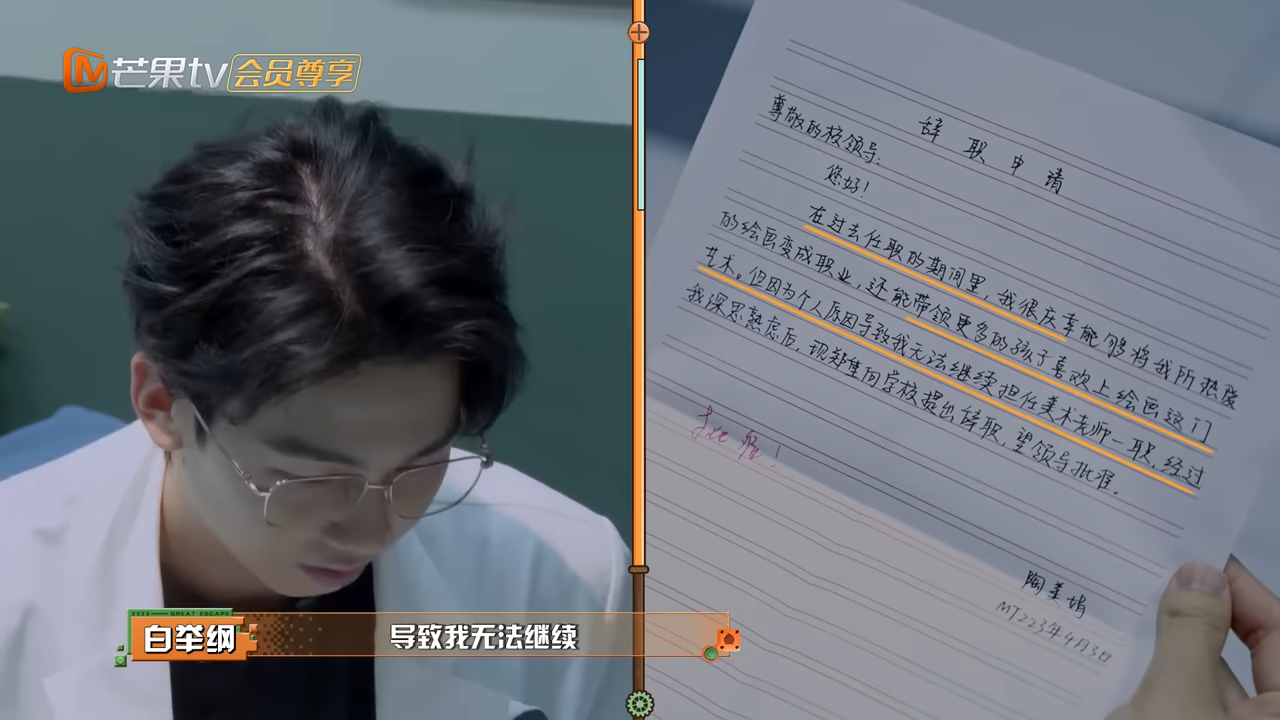 芒果tv 会员尊享
辞职申请
尊敬的校领导:
您好!
在过去任职的期间里,我很庆幸能够将我所热爱
的绘画变成职业,还能带领更多的孩子喜欢上绘画这门
艺术。但因为个人原因导致我无法继续担任美术老师一职,经过
我深思熟虑后,现郑重向学校提出辞职,望领导批准。
不批准!
陶美娟
MT223年4月3日
GREAT ESCAPE
白举纲
导致我无法继续